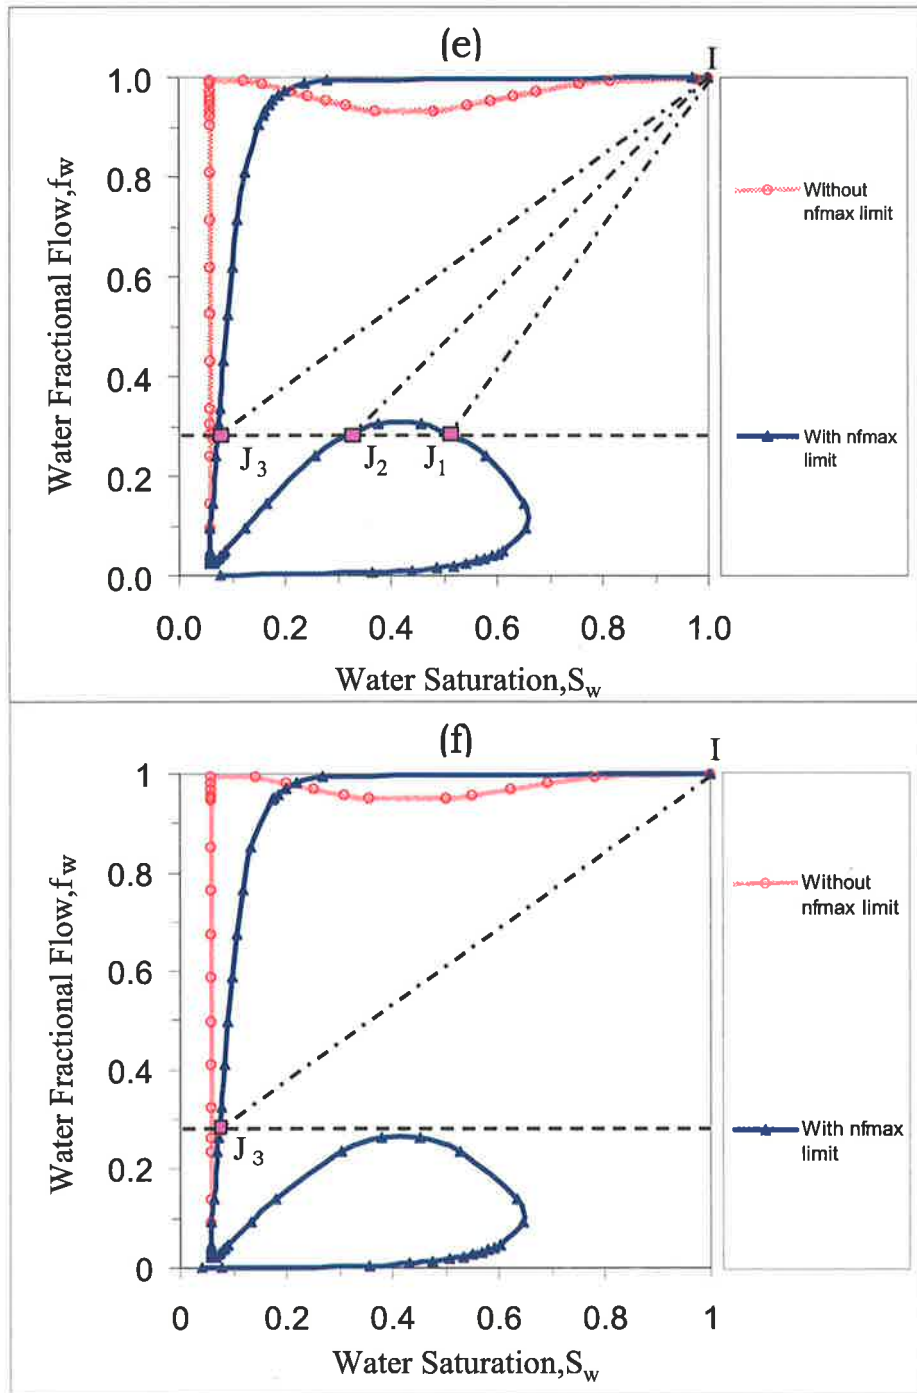 (e)
I
1.0
0.8
0.6
0.4
0.2
0.0
Water Fractional Flow,fw
J3
J2
J1
0.0 0.2 0.4 0.6 0.8 1.0
Water Saturation,Sw
Without
nfmax limit
With nfmax
limit
(f)
I
1
0.8
0.6
0.4
0.2
0
Water Fractional Flow,fw
J3
0 0.2 0.4 0.6 0.8 1
Water Saturation,Sw
Without
nfmax limit
With nfmax
limit